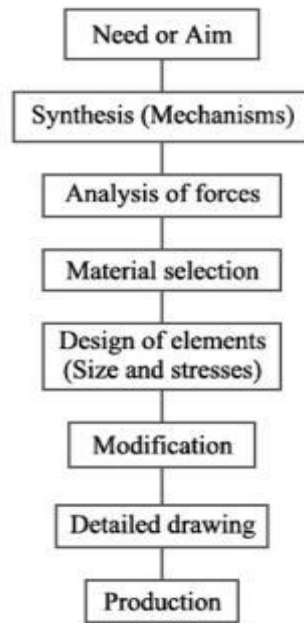 Need or Aim
Synthesis (Mechanisms)
Analysis of forces
Material selection
Design of elements
(Size and stresses)
Modification
Detailed drawing
Production